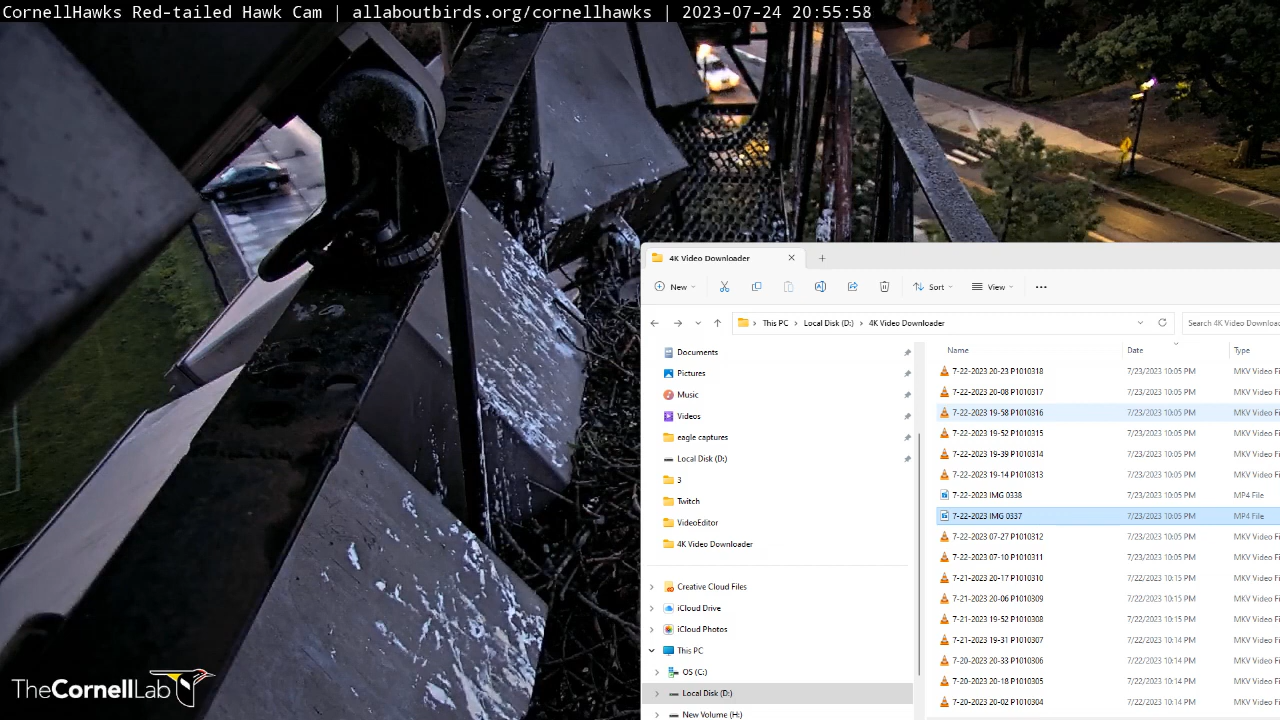 CornellHawks Red-tailed Hawk Cam | allaboutbirds.org/cornellhawks | 2023-07-24 20:55:58
4K Video Downloader
New
Sort
View
This PC > Local Disk (D:) > 4K Video Downloader
Search 4K Video Downloa
Documents
Pictures
Music
Videos
eagle captures
Local Disk (D:)
3
Twitch
VideoEditor
4K Video Downloader
Creative Cloud Files
iCloud Drive
iCloud Photos
This PC
OS (C:)
Local Disk (D:)
New Volume (H:)
Name Date Type
7-22-2023 20-23 P1010318 7/23/2023 10:05 PM MKV Video Fi
7-22-2023 20-08 P1010317 7/23/2023 10:05 PM MKV Video Fi
7-22-2023 19-58 P1010316 7/23/2023 10:05 PM MKV Video Fi
7-22-2023 19-52 P1010315 7/23/2023 10:05 PM MKV Video Fi
7-22-2023 19-39 P1010314 7/23/2023 10:05 PM MKV Video Fi
7-22-2023 19-14 P1010313 7/23/2023 10:05 PM MKV Video Fi
7-22-2023 IMG 0338 7/23/2023 10:05 PM MP4 File
7-22-2023 IMG 0337 7/23/2023 10:05 PM MP4 File
7-22-2023 07-27 P1010312 7/23/2023 10:05 PM MKV Video Fi
7-22-2023 07-10 P1010311 7/23/2023 10:05 PM MKV Video Fi
7-21-2023 20-17 P1010310 7/22/2023 10:15 PM MKV Video Fi
7-21-2023 20-06 P1010309 7/22/2023 10:15 PM MKV Video Fi
7-21-2023 19-52 P1010308 7/22/2023 10:15 PM MKV Video Fi
7-21-2023 19-31 P1010307 7/22/2023 10:14 PM MKV Video Fi
7-20-2023 20-33 P1010306 7/22/2023 10:14 PM MKV Video Fi
7-20-2023 20-18 P1010305 7/22/2023 10:14 PM MKV Video Fi
7-20-2023 20-02 P1010304 7/22/2023 10:14 PM MKV Video Fi
TheCornellLab